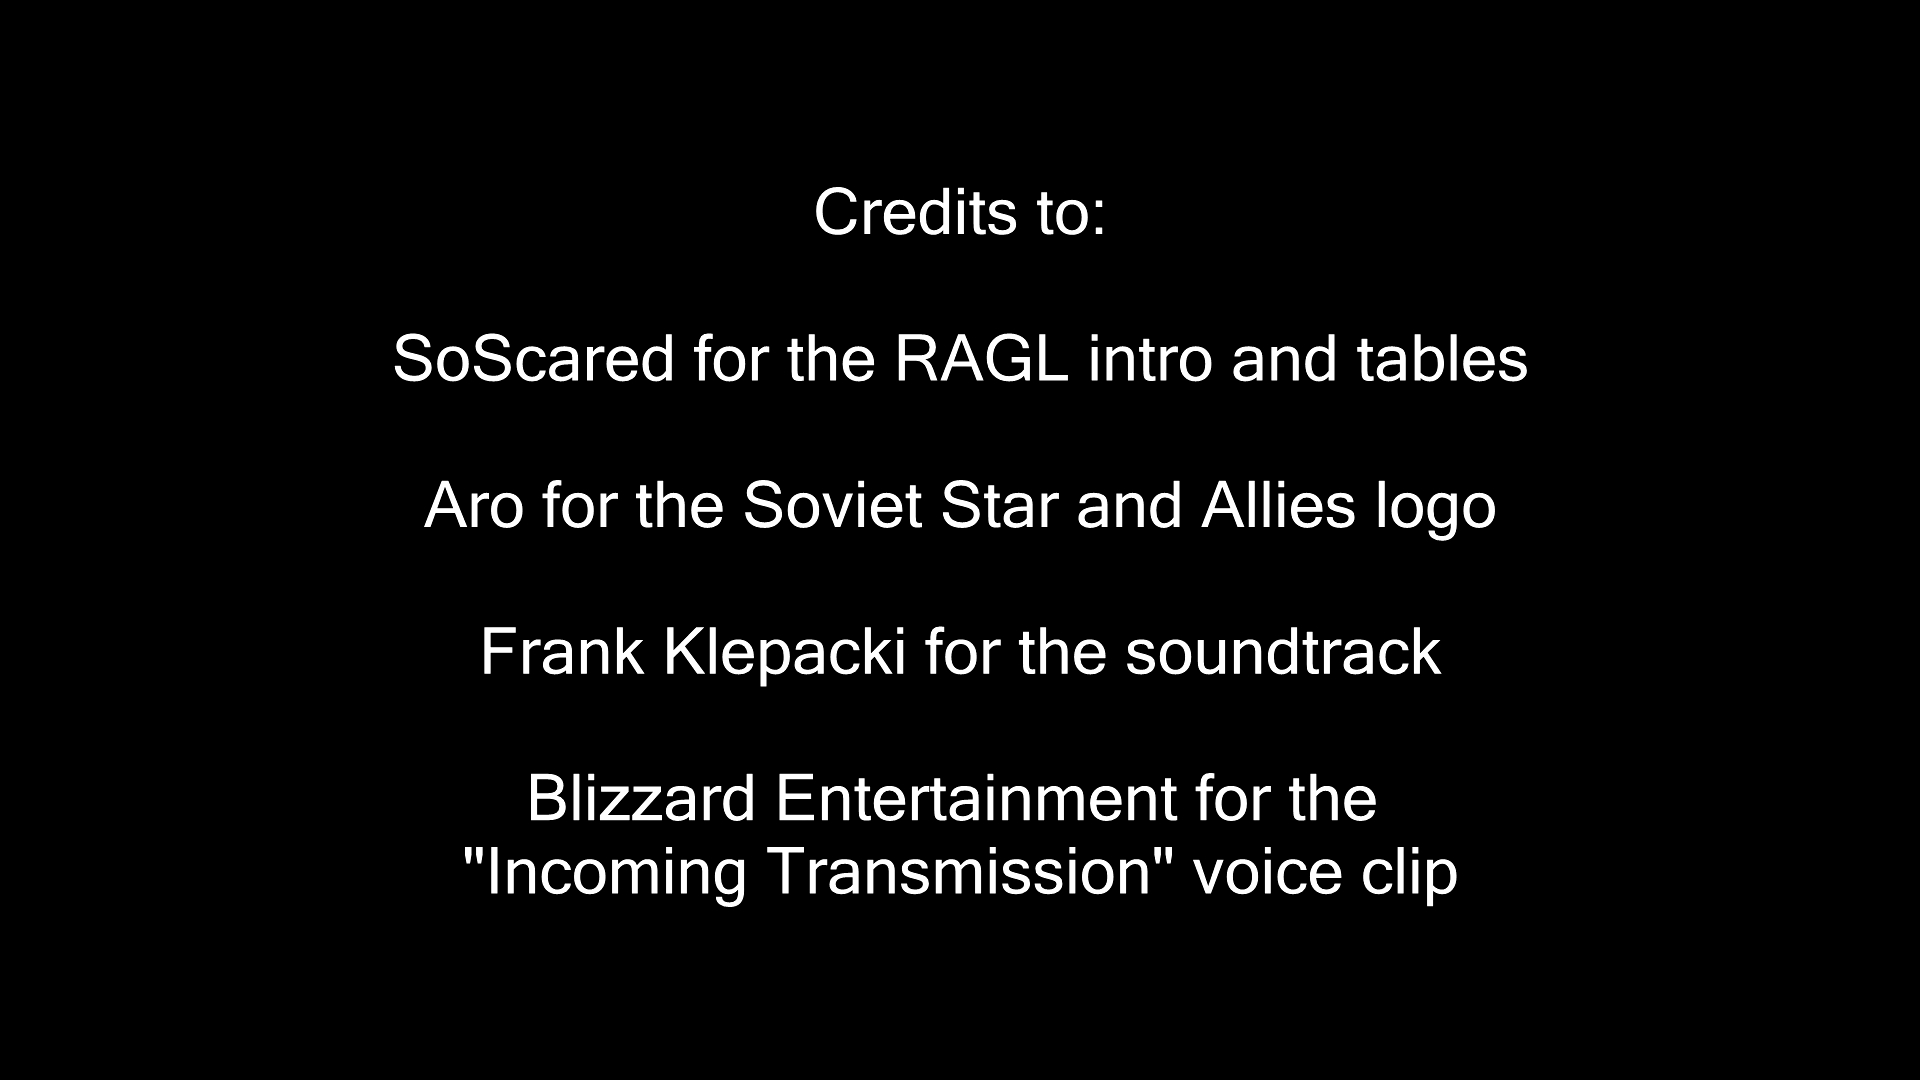 Credits to:
SoScared for the RAGL intro and tables
Aro for the Soviet Star and Allies logo
Frank Klepacki for the soundtrack
Blizzard Entertainment for the
"Incoming Transmission" voice clip